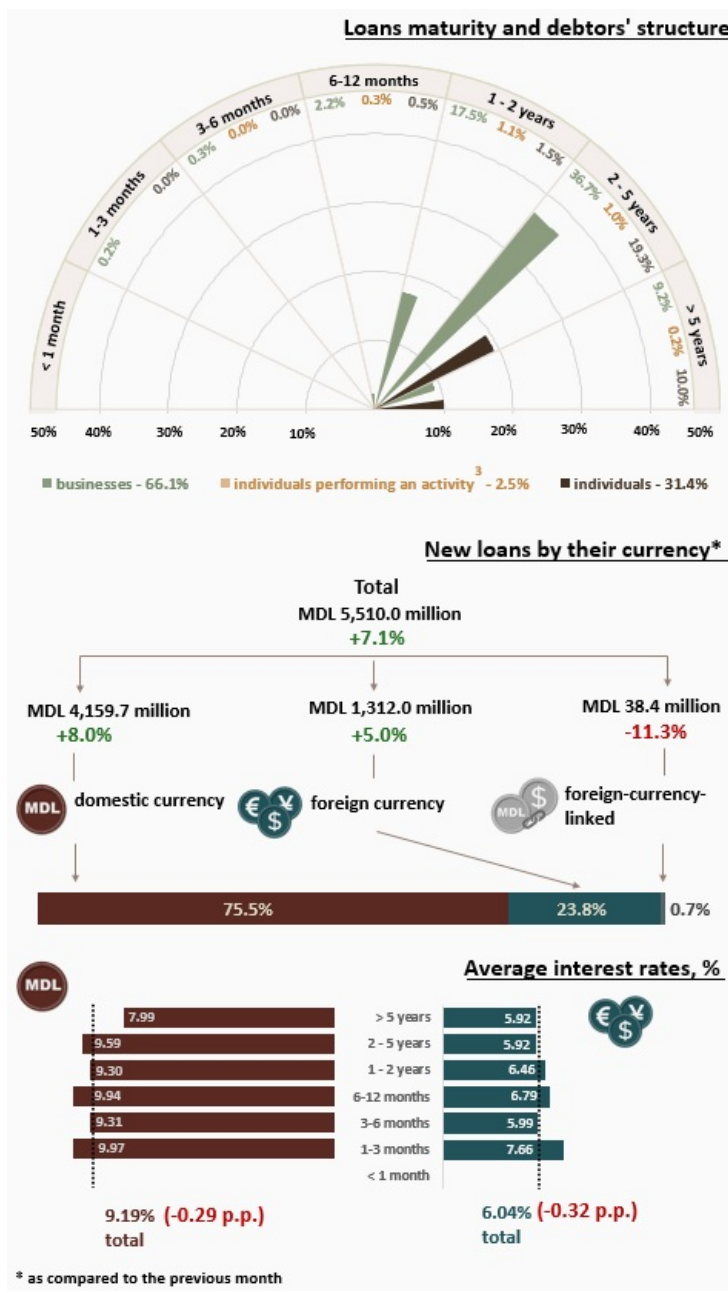 Loans maturity and debtors' structure
< 1 month
1-3 months
0.2%
0.0%
3-6 months
0.3%
0.0%
0.0%
6-12 months
2.2%
0.3%
0.5%
1 - 2 years
17.5%
1.1%
1.5%
2 - 5 years
36.7%
1.0%
19.3%
> 5 years
9.2%
0.2%
10.0%
50% 40% 30% 20% 10% 10% 20% 30% 40% 50%
businesses - 66.1% individuals performing an activity 3 - 2.5% individuals - 31.4%
New loans by their currency*
Total
MDL 5,510.0 million
+7.1%
MDL 4,159.7 million MDL 1,312.0 million MDL 38.4 million
+8.0% +5.0% -11.3%
MDL domestic currency € ¥ $ foreign currency MDL $ foreign-currency-
linked
75.5% 23.8% 0.7%
Average interest rates, %
MDL
€ ¥ $
7.99 > 5 years 5.92
9.59 2 - 5 years 5.92
9.30 1 - 2 years 6.46
9.94 6-12 months 6.79
9.31 3-6 months 5.99
9.97 1-3 months 7.66
< 1 month
9.19% (-0.29 p.p.) 6.04% (-0.32 p.p.)
total total
* as compared to the previous month